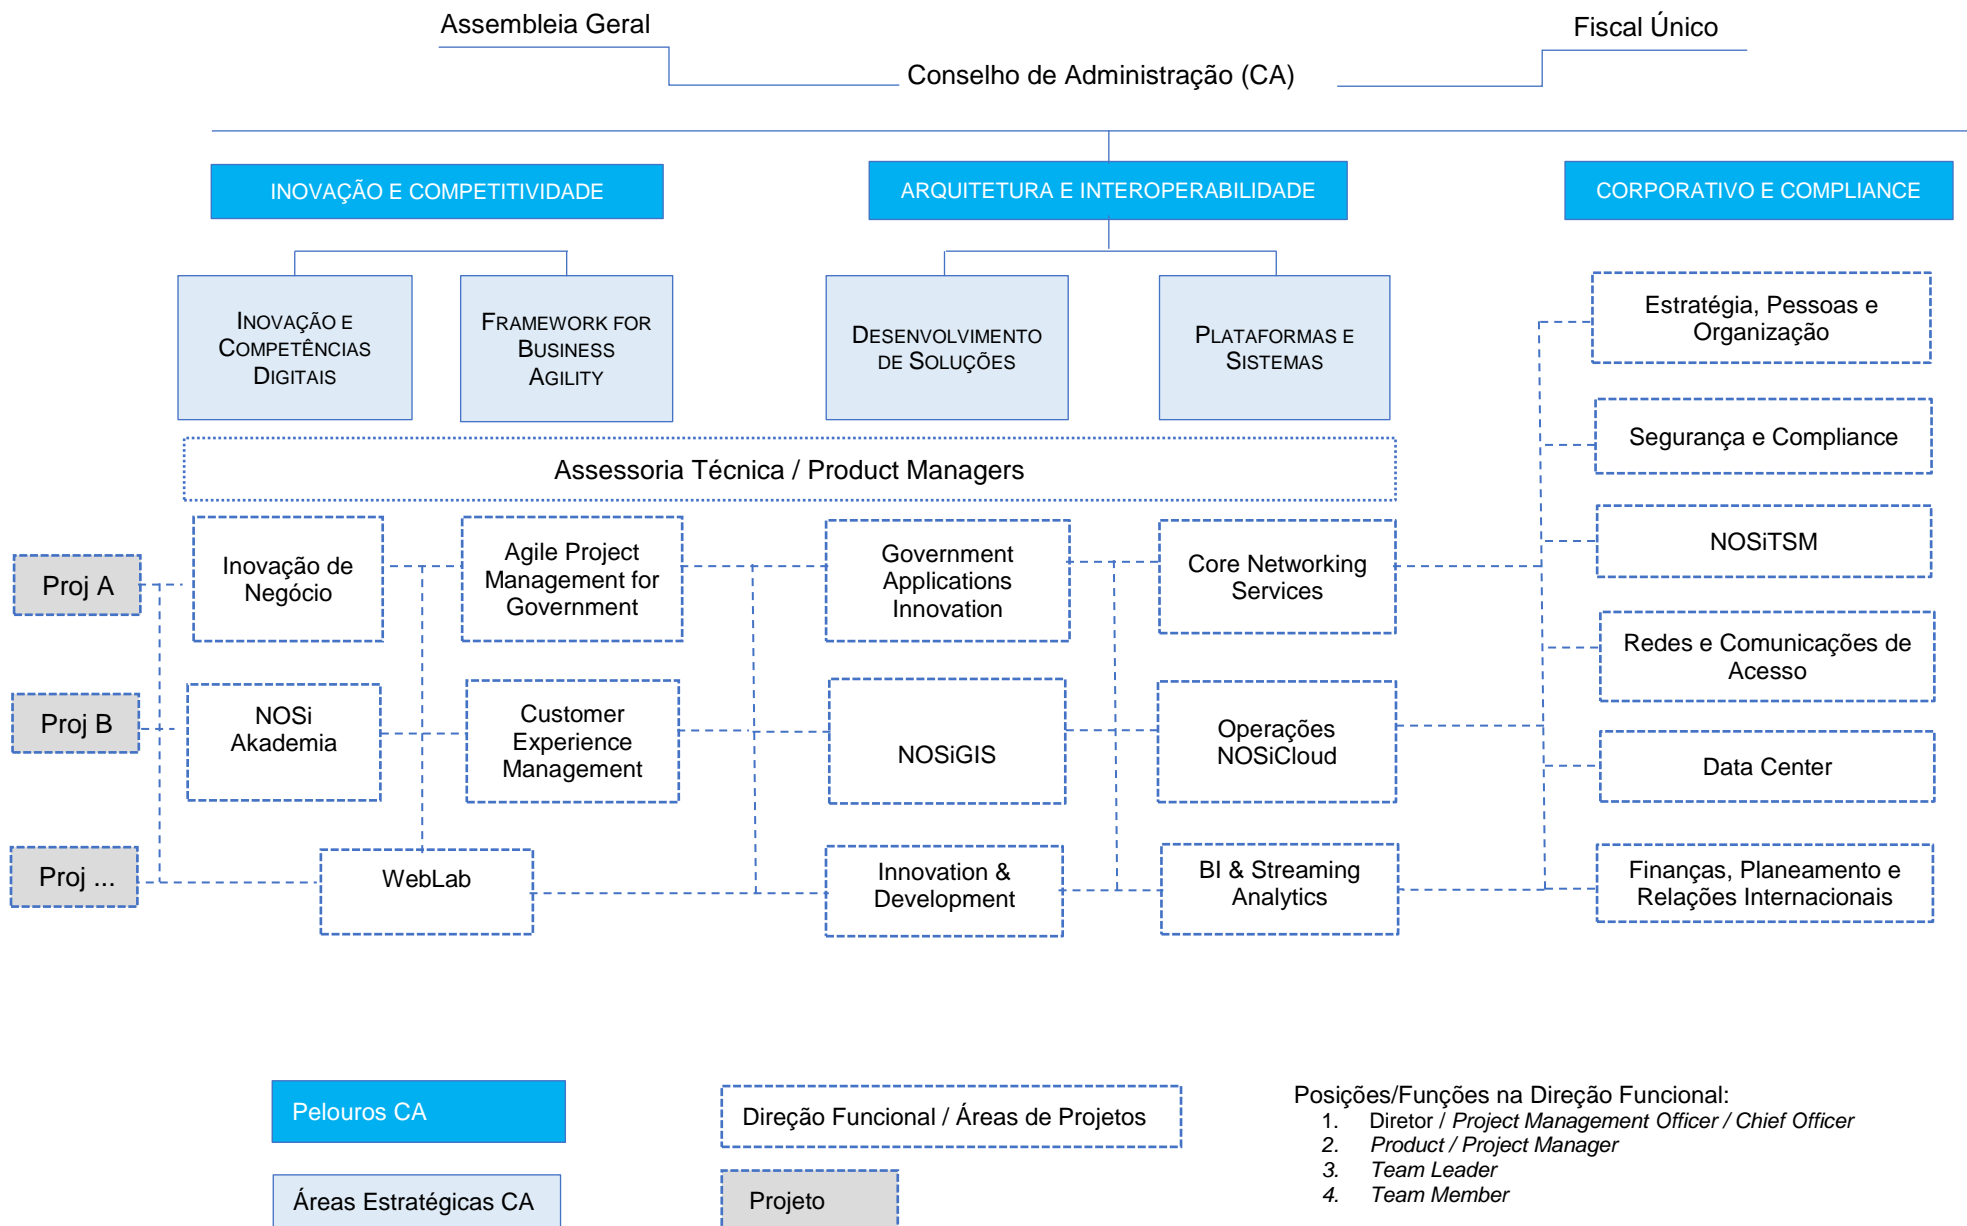 Assembleia Geral
Fiscal Único
Conselho de Administração (CA)
INOVAÇÃO E COMPETITIVIDADE
ARQUITETURA E INTEROPERABILIDADE
CORPORATIVO E COMPLIANCE
INOVAÇÃO E
COMPETÊNCIAS
DIGITAIS
FRAMEWORK FOR
BUSINESS
AGILITY
DESENVOLVIMENTO
DE SOLUÇÕES
PLATAFORMAS E
SISTEMAS
Estratégia, Pessoas e
Organização
Segurança e Compliance
Assessoria Técnica / Product Managers
Proj A
Inovação de
Negócio
Agile Project
Management for
Government
Government
Applications
Innovation
Core Networking
Services
NOSiTSM
Redes e Comunicações de
Acesso
Proj B
NOSi
Akademia
Customer
Experience
Management
NOSiGIS
Operações
NOSiCloud
Data Center
Proj ...
WebLab
Innovation &
Development
BI & Streaming
Analytics
Finanças, Planeamento e
Relações Internacionais
Pelouros CA
Direção Funcional / Áreas de Projetos
Áreas Estratégicas CA
Projeto
Posições/Funções na Direção Funcional:
1. Diretor / Project Management Officer / Chief Officer
2. Product / Project Manager
3. Team Leader
4. Team Member